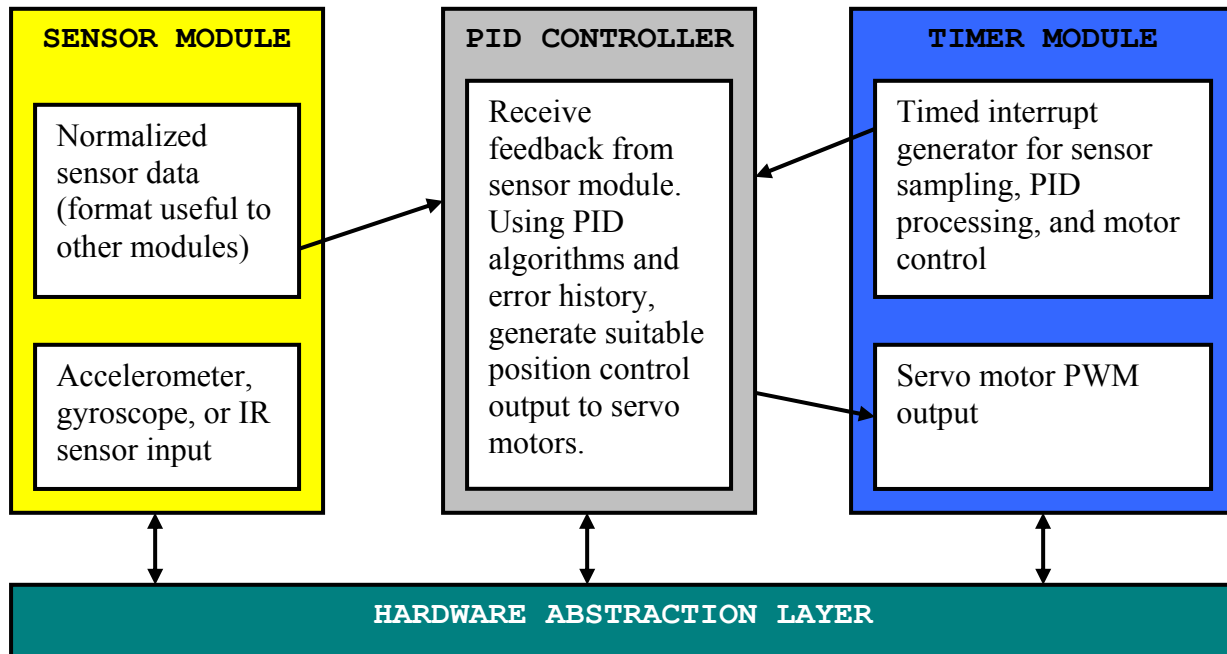 SENSOR MODULE
Normalized
sensor data
(format useful to
other modules)
Accelerometer,
gyroscope, or IR
sensor input
PID CONTROLLER
Receive
feedback from
sensor module.
Using PID
algorithms and
error history,
generate suitable
position control
output to servo
motors.
TIMER MODULE
Timed interrupt
generator for sensor
sampling, PID
processing, and motor
control
Servo motor PWM
output
HARDWARE ABSTRACTION LAYER